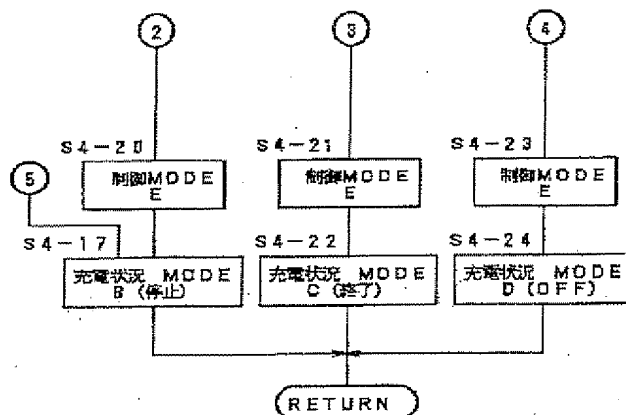 2
3
4
S4-20
S4-21
S4-23
制御MODE
E
制御MODE
E
制御MODE
E
5
S4-17
S4-22
S4-24
充電状況 MODE
B (停止)
充電状況 MODE
C (終了)
充電状況 MODE
D (OFF)
RETURN